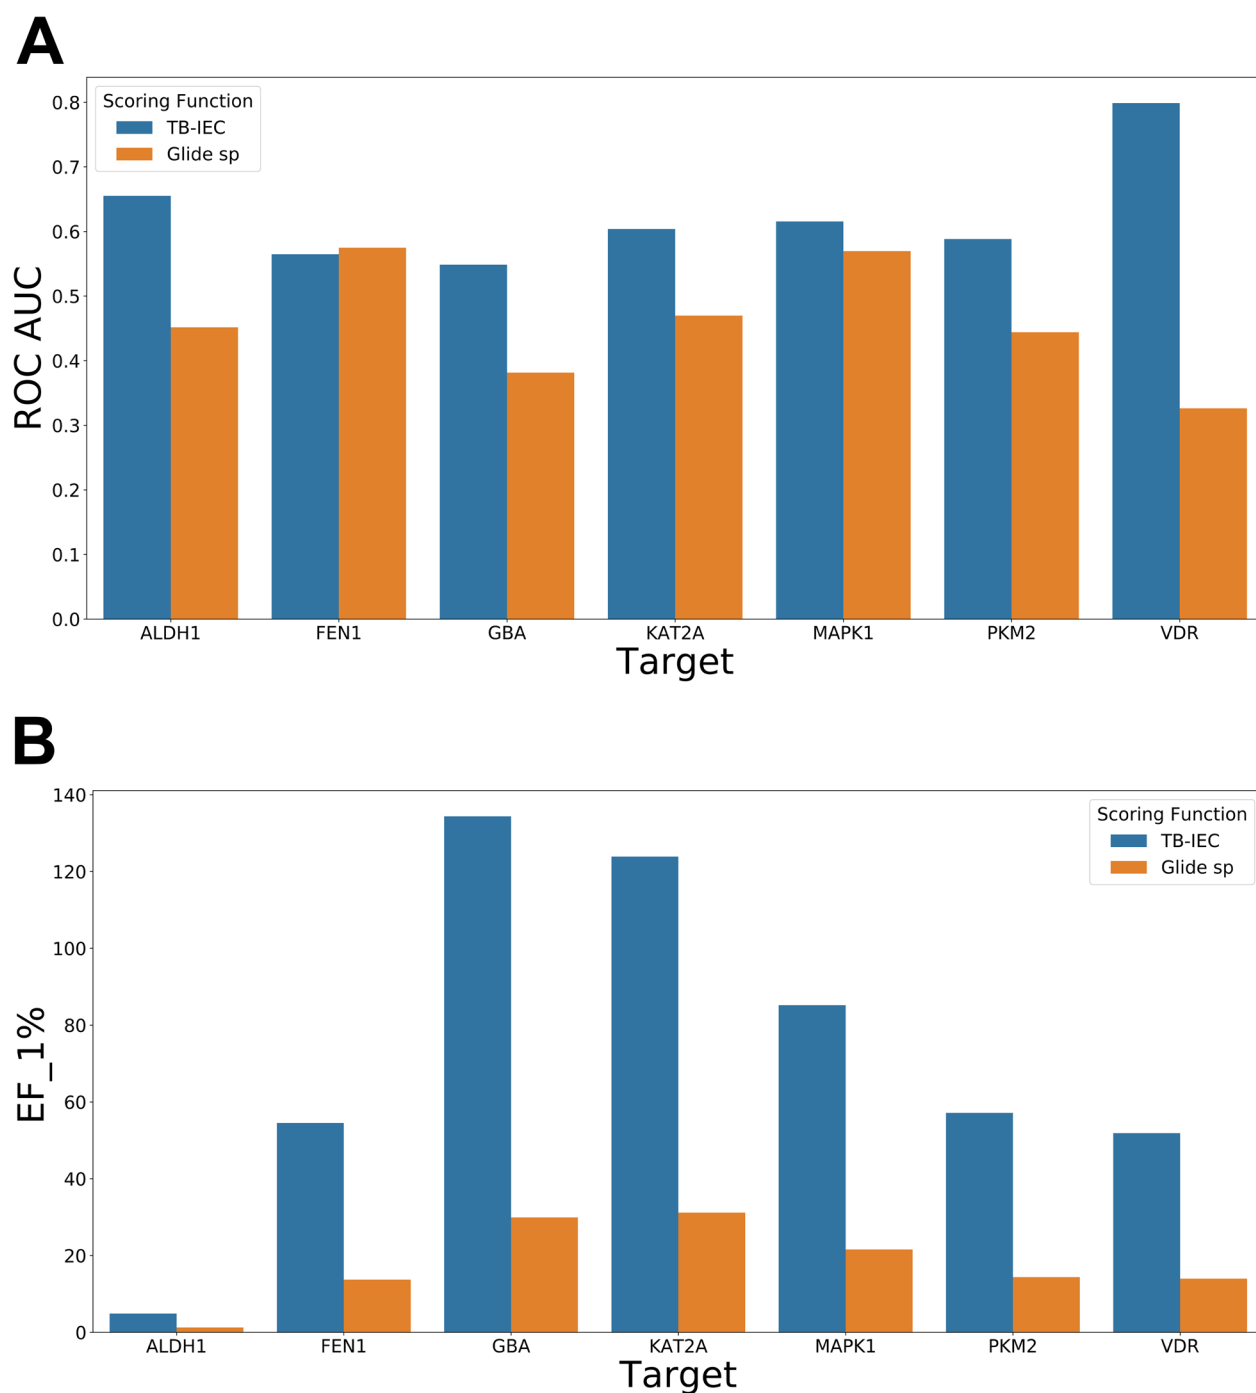 A
Scoring Function
TB-IEC
Glide sp
0.8
0.7
0.6
0.5
0.4
0.3
0.2
0.1
0.0
ROC AUC
ALDH1 FEN1 GBA KAT2A MAPK1 PKM2 VDR
Target
B
Scoring Function
TB-IEC
Glide sp
140
120
100
80
60
40
20
0
EF_1%
ALDH1 FEN1 GBA KAT2A MAPK1 PKM2 VDR
Target